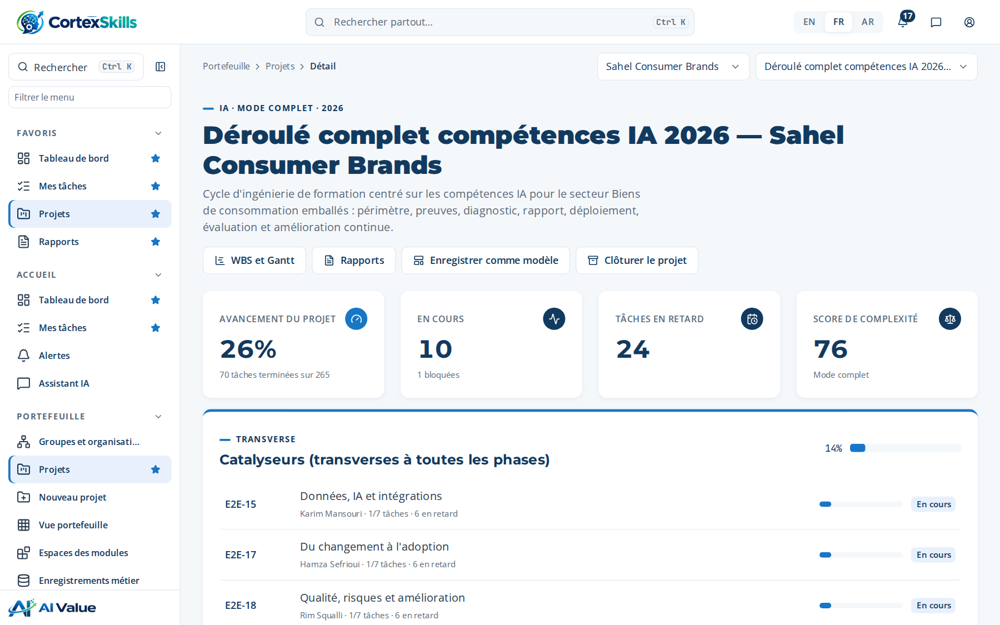 CortexSkills
Rechercher partout...
Ctrl K
EN
FR
AR
17
Rechercher
Ctrl K
Filtrer le menu
FAVORIS
Tableau de bord
Mes tâches
Projets
Rapports
ACCUEIL
Tableau de bord
Mes tâches
Alertes
Assistant IA
PORTEFEUILLE
Groupes et organisati...
Projets
Nouveau projet
Vue portefeuille
Espaces des modules
Enregistrements métier
AI Value
Portefeuille > Projets > Détail
Sahel Consumer Brands
Déroulé complet compétences IA 2026...
IA · MODE COMPLET · 2026
Déroulé complet compétences IA 2026 — Sahel
Consumer Brands
Cycle d'ingénierie de formation centré sur les compétences IA pour le secteur Biens
de consommation emballés : périmètre, preuves, diagnostic, rapport, déploiement,
évaluation et amélioration continue.
WBS et Gantt
Rapports
Enregistrer comme modèle
Clôturer le projet
AVANCEMENT DU PROJET
26%
70 tâches terminées sur 265
EN COURS
10
1 bloquées
TÂCHES EN RETARD
24
SCORE DE COMPLEXITÉ
76
Mode complet
TRANSVERSE
Catalyseurs (transverses à toutes les phases)
14%
E2E-15
Données, IA et intégrations
Karim Mansouri · 1/7 tâches · 6 en retard
En cours
E2E-17
Du changement à l'adoption
Hamza Sefrioui · 1/7 tâches · 6 en retard
En cours
E2E-18
Qualité, risques et amélioration
Rim Squalli · 1/7 tâches · 6 en retard
En cours